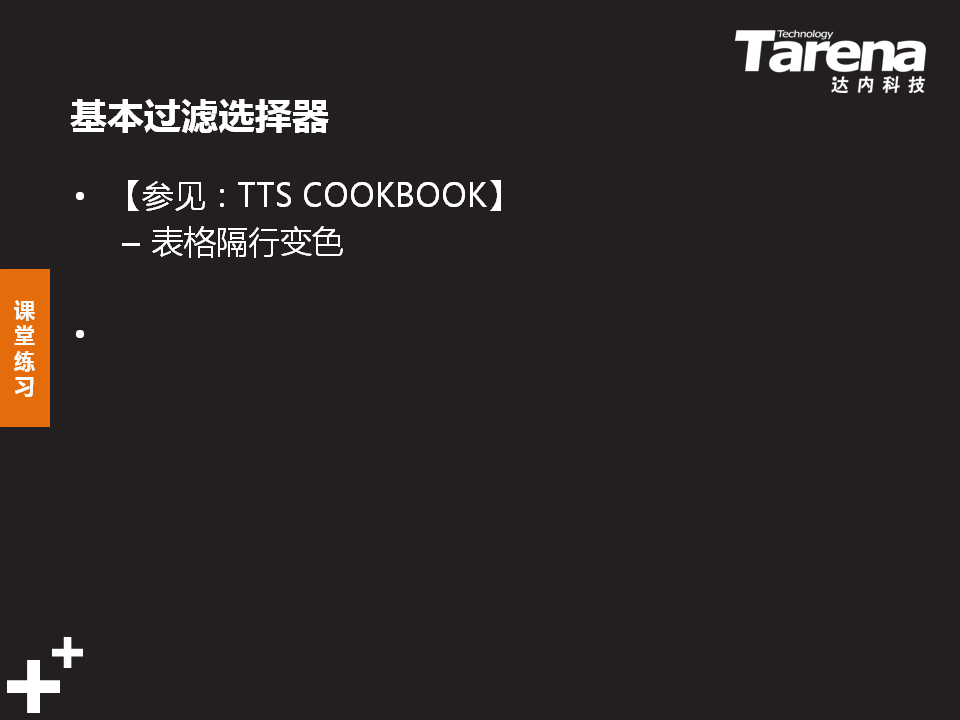 Technology
Tarena
达内科技
基本过滤选择器
• 【参见：TTS COOKBOOK】
– 表格隔行变色
课堂练习
•